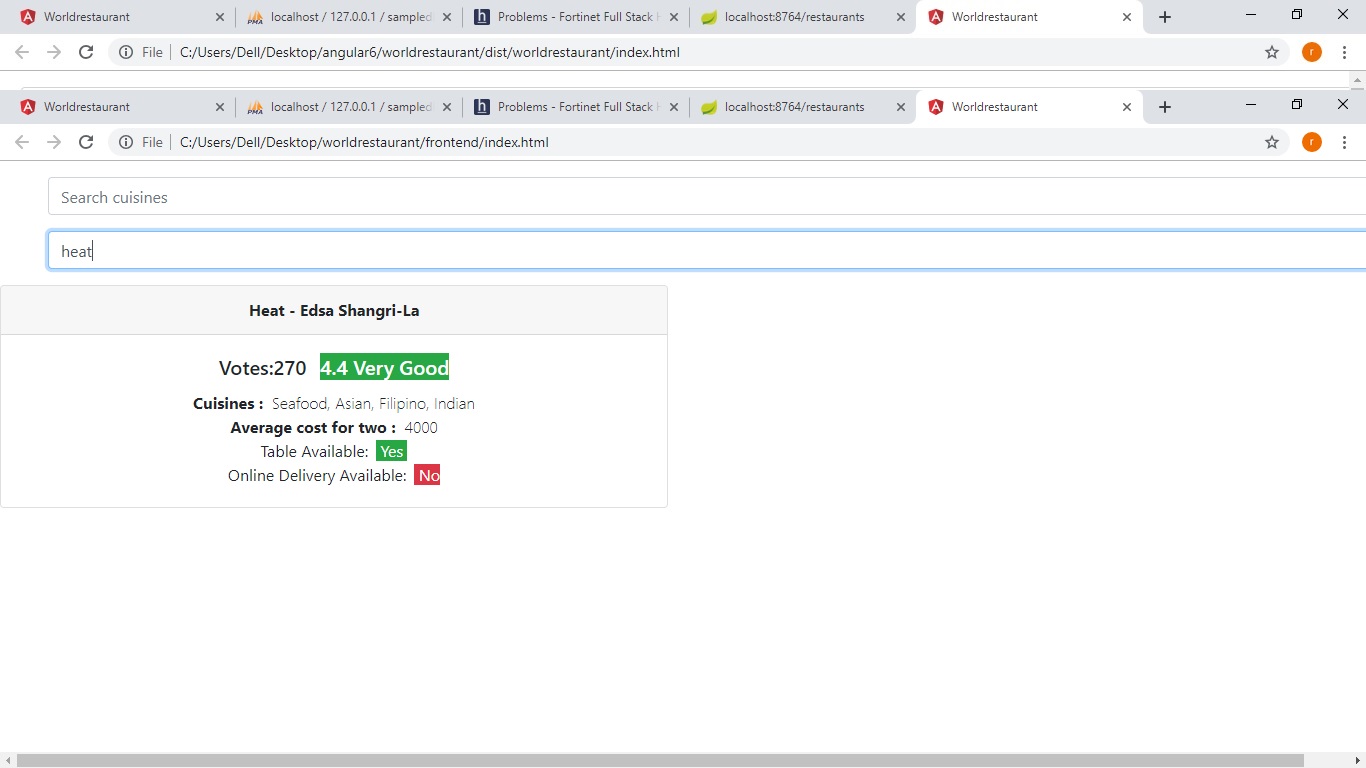 Worldrestaurant localhost / 127.0.0.1 / sampled Problems - Fortinet Full Stack H localhost:8764/restaurants Worldrestaurant
File C:/Users/Dell/Desktop/angular6/worldrestaurant/dist/worldrestaurant/index.html r
Worldrestaurant localhost / 127.0.0.1 / sampled Problems - Fortinet Full Stack H localhost:8764/restaurants Worldrestaurant
File C:/Users/Dell/Desktop/worldrestaurant/frontend/index.html r
Search cuisines
heat
Heat - Edsa Shangri-La
Votes:270 4.4 Very Good
Cuisines : Seafood, Asian, Filipino, Indian
Average cost for two : 4000
Table Available: Yes
Online Delivery Available: No